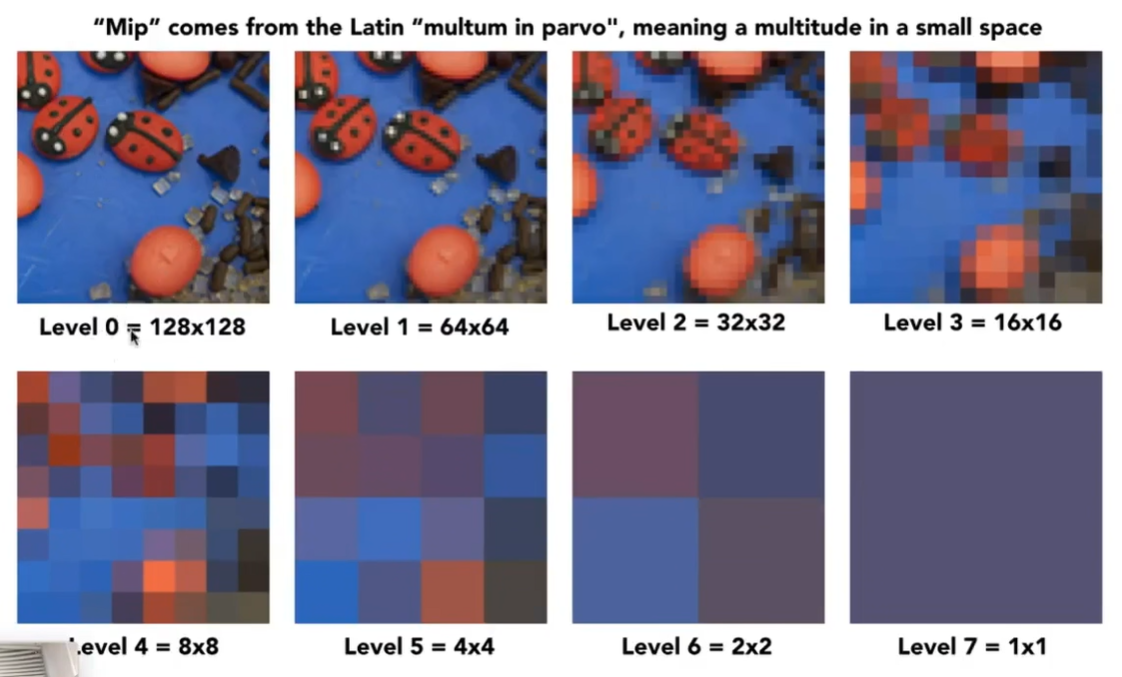 “Mip” comes from the Latin “multum in parvo", meaning a multitude in a small space
Level 0 = 128x128
Level 1 = 64x64
Level 2 = 32x32
Level 3 = 16x16
Level 4 = 8x8
Level 5 = 4x4
Level 6 = 2x2
Level 7 = 1x1